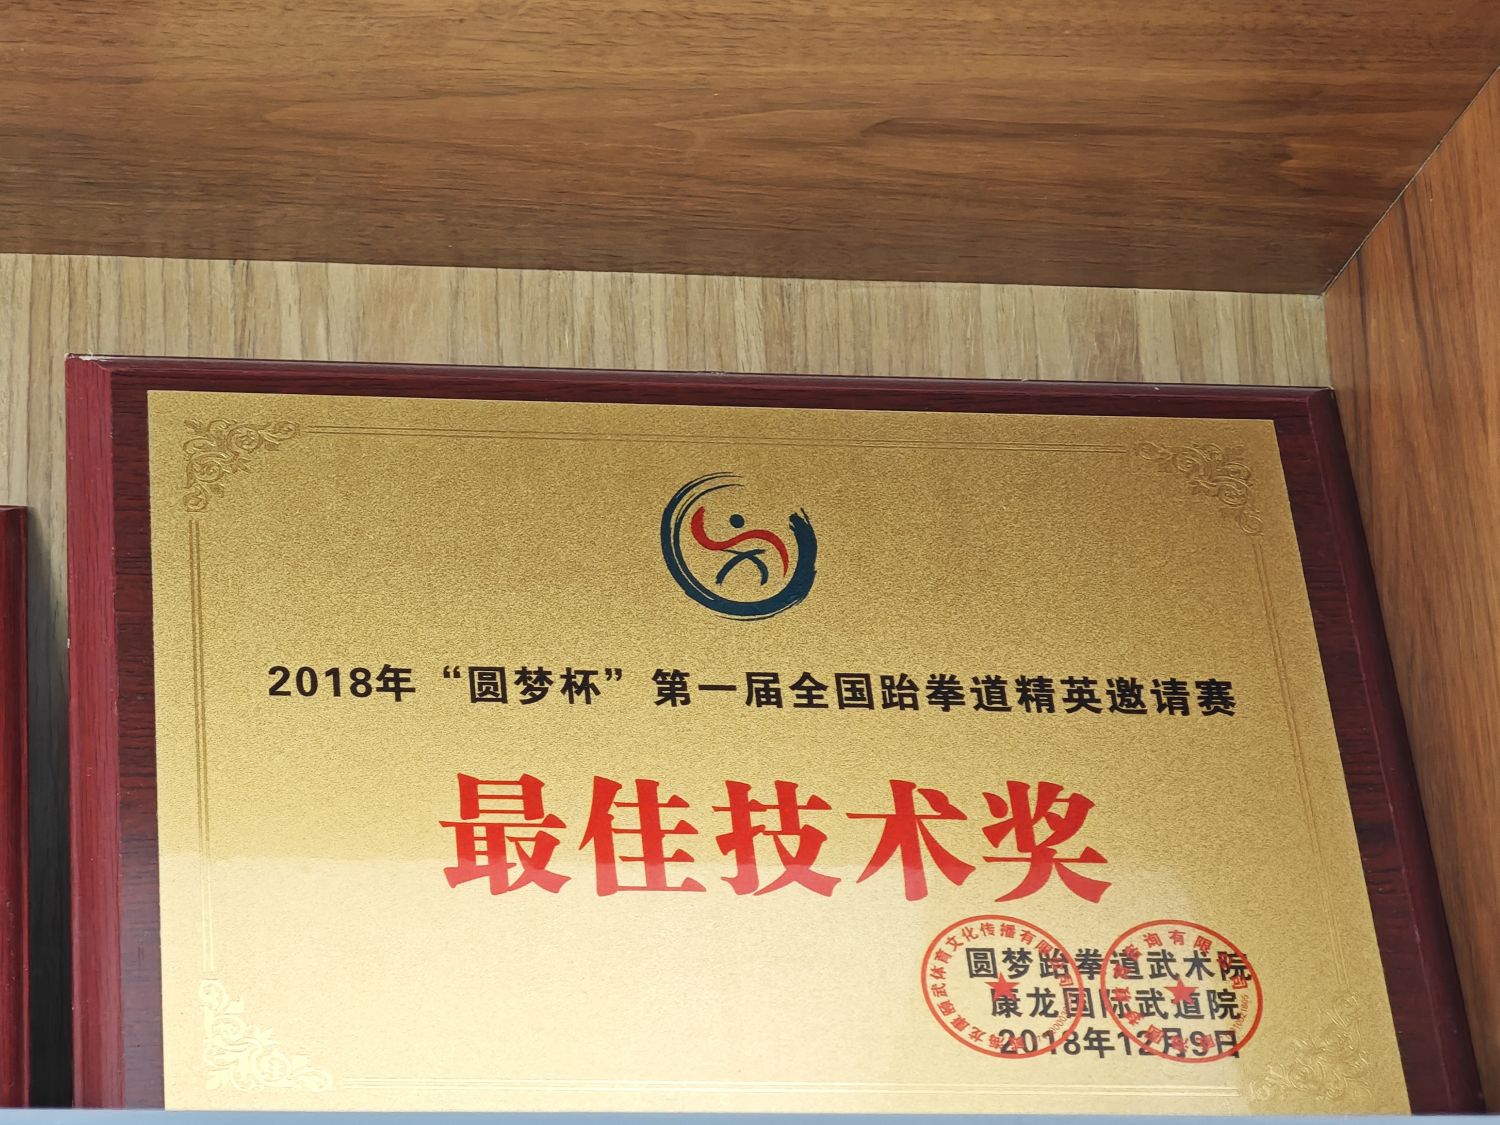 2018年“圆梦杯”第一届全国跆拳道精英邀请赛
最佳技术奖
圆梦跆拳道武术院
康龙国际武道院
2018年12月9日